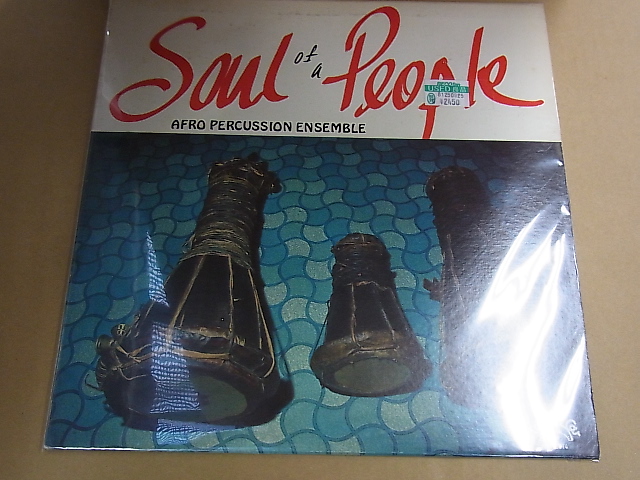 Soul of a People
USED
¥2450
AFRO PERCUSSION ENSEMBLE